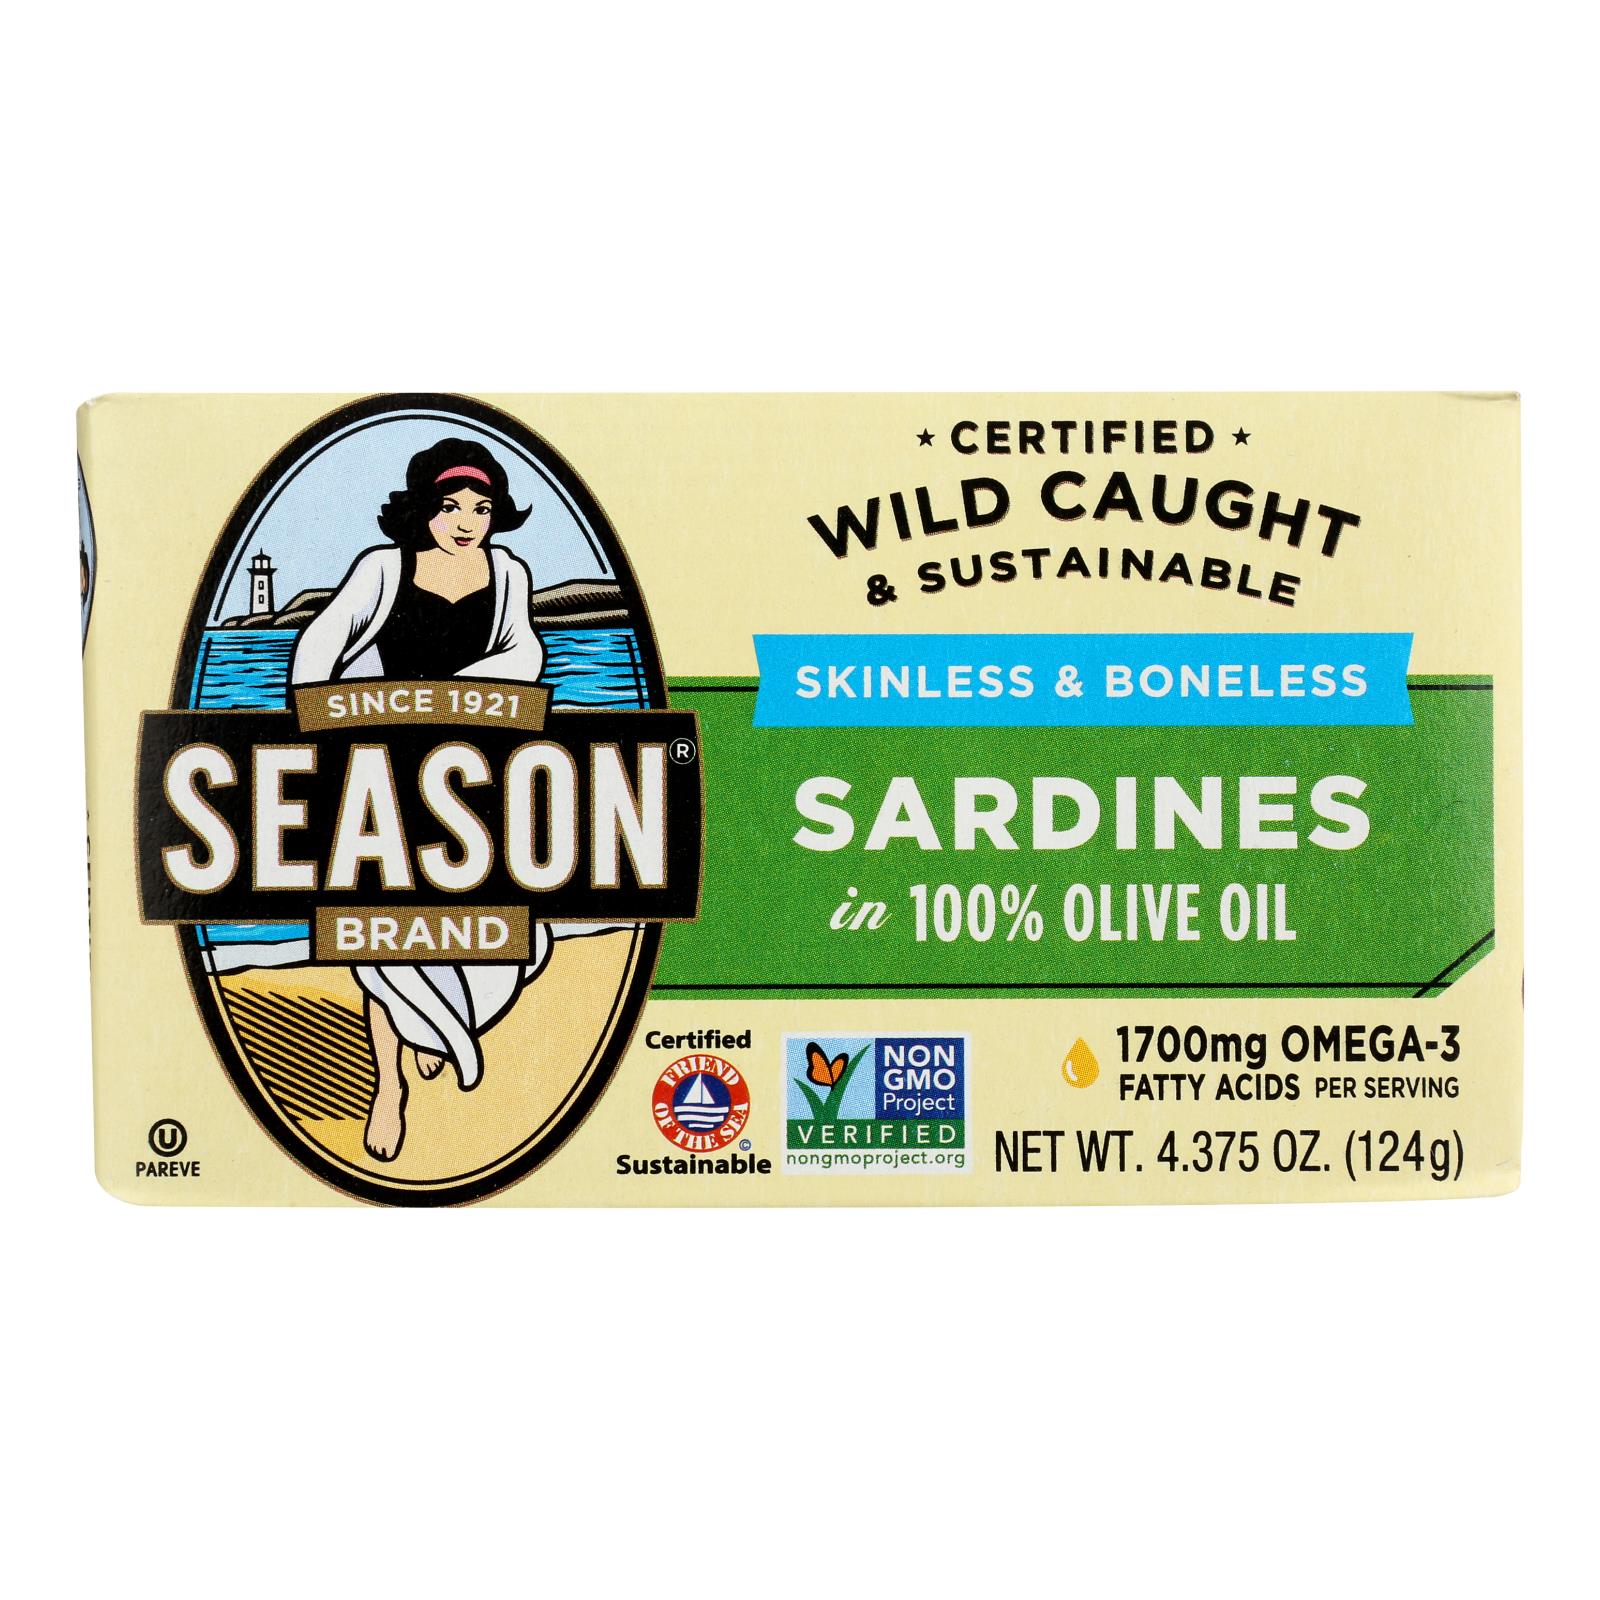 ★ CERTIFIED ★
WILD CAUGHT
& SUSTAINABLE
SKINLESS & BONELESS
SARDINES
in 100% OLIVE OIL
SINCE 1921
SEASON®
BRAND
U
PAREVE
Certified
FRIEND
OF THE SEA
©
Sustainable
NON
GMO
Project
VERIFIED
nongmoproject.org
1700mg OMEGA-3
FATTY ACIDS PER SERVING
NET WT. 4.375 OZ. (124g)